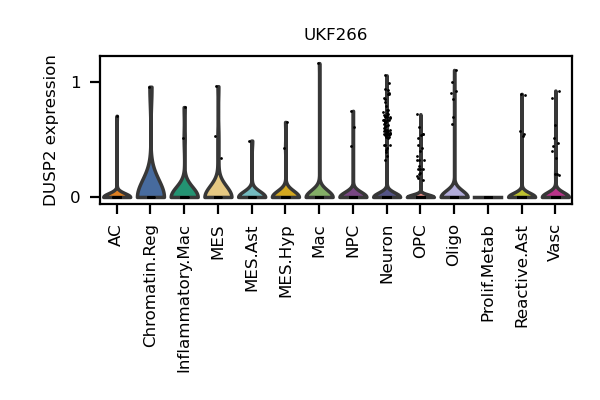 UKF266
DUSP2 expression
1
0
AC
Chromatin.Reg
Inflammatory.Mac
MES
MES.Ast
MES.Hyp
Mac
NPC
Neuron
OPC
Oligo
Prolif.Metab
Reactive.Ast
Vasc